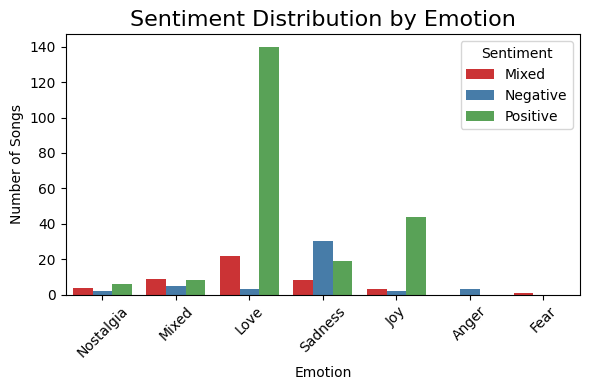 Sentiment Distribution by Emotion
Number of Songs
140
120
100
80
60
40
20
0
Sentiment
Mixed
Negative
Positive
Nostalgia
Mixed
Love
Sadness
Joy
Anger
Fear
Emotion